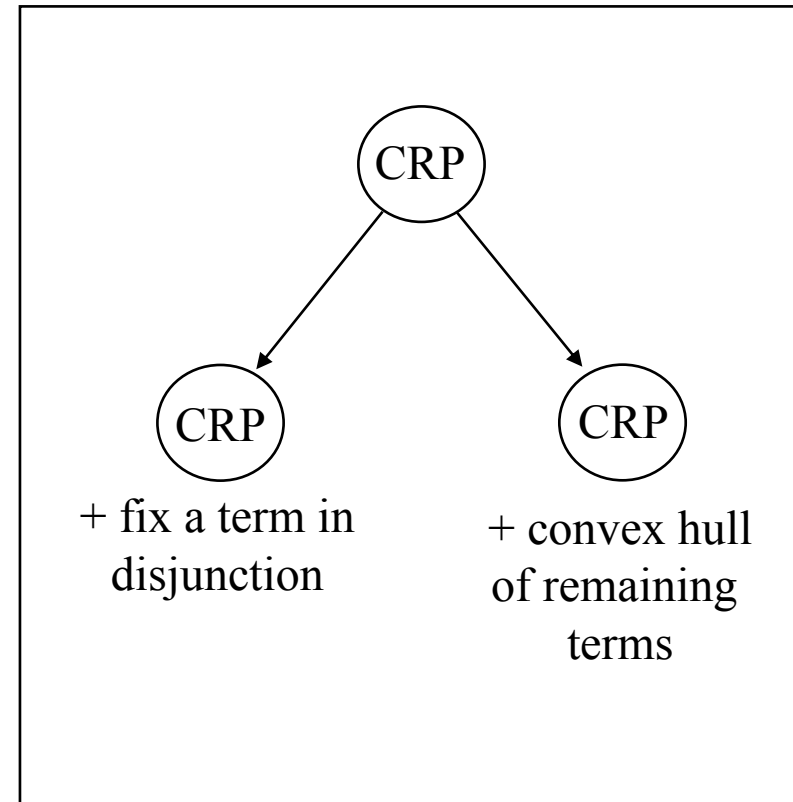 CRP
CRP
CRP
+ fix a term in
disjunction
+ convex hull
of remaining
terms